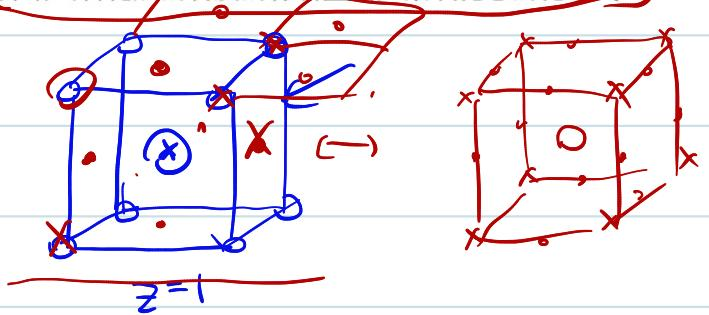 (—)
z = 1